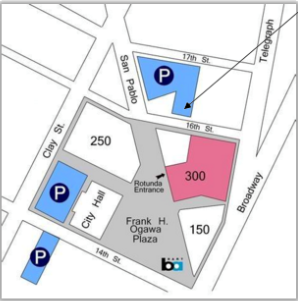 17th St.
Telegraph
San Pablo
P
16th St.
Clay St.
250
Rotunda
Entrance
300
Broadway
P
City Hall
Frank H.
Ogawa
Plaza
150
P
14th St.
ba